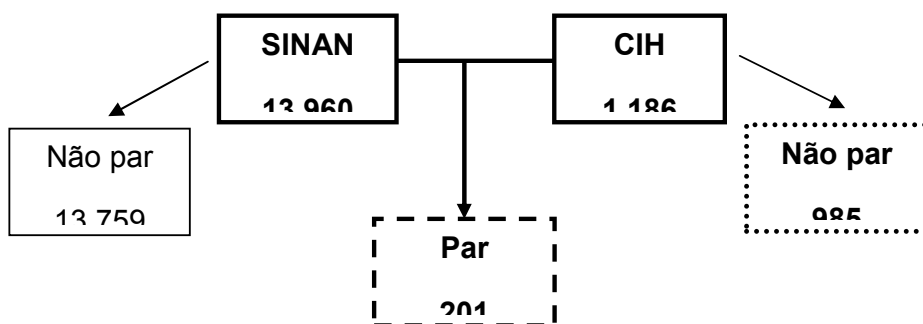 SINAN
13.960
CIH
1.186
Não par
13.759
Não par
985
Par
201